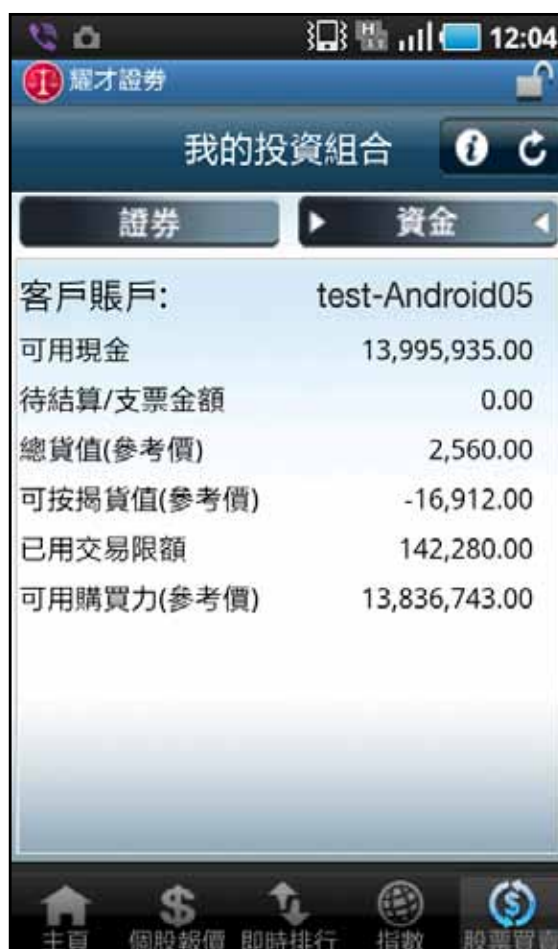 12:04
耀才證券
我的投資組合
證券 資金
客戶賬戶: test-Android05
可用現金 13,995,935.00
待結算/支票金額 0.00
總貨值(參考價) 2,560.00
可按揭貨值(參考價) -16,912.00
已用交易限額 142,280.00
可用購買力(參考價) 13,836,743.00
主頁 個股報價 即時排行 指數 股票買賣